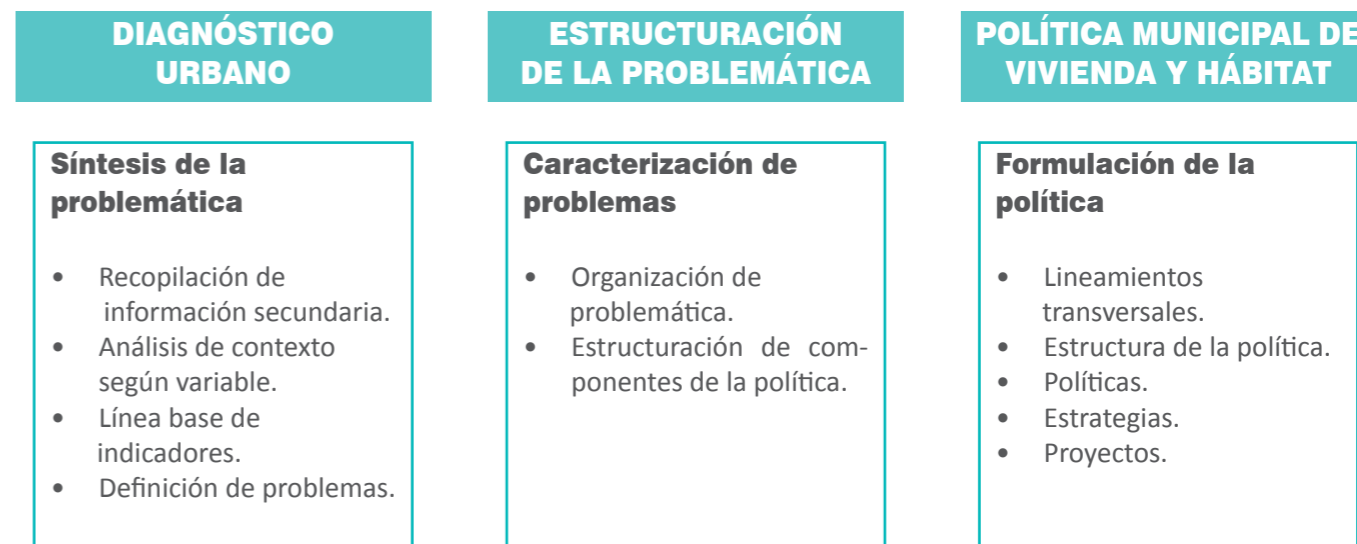 DIAGNÓSTICO
URBANO
Síntesis de la
problemática
• Recopilación de
información secundaria.
• Análisis de contexto
según variable.
• Línea base de
indicadores.
• Definición de problemas.
ESTRUCTURACIÓN
DE LA PROBLEMÁTICA
Caracterización de
problemas
• Organización de
problemática.
• Estructuración de com-
ponentes de la política.
POLÍTICA MUNICIPAL DE
VIVIENDA Y HÁBITAT
Formulación de la
política
• Lineamientos
transversales.
• Estructura de la política.
• Políticas.
• Estrategias.
• Proyectos.